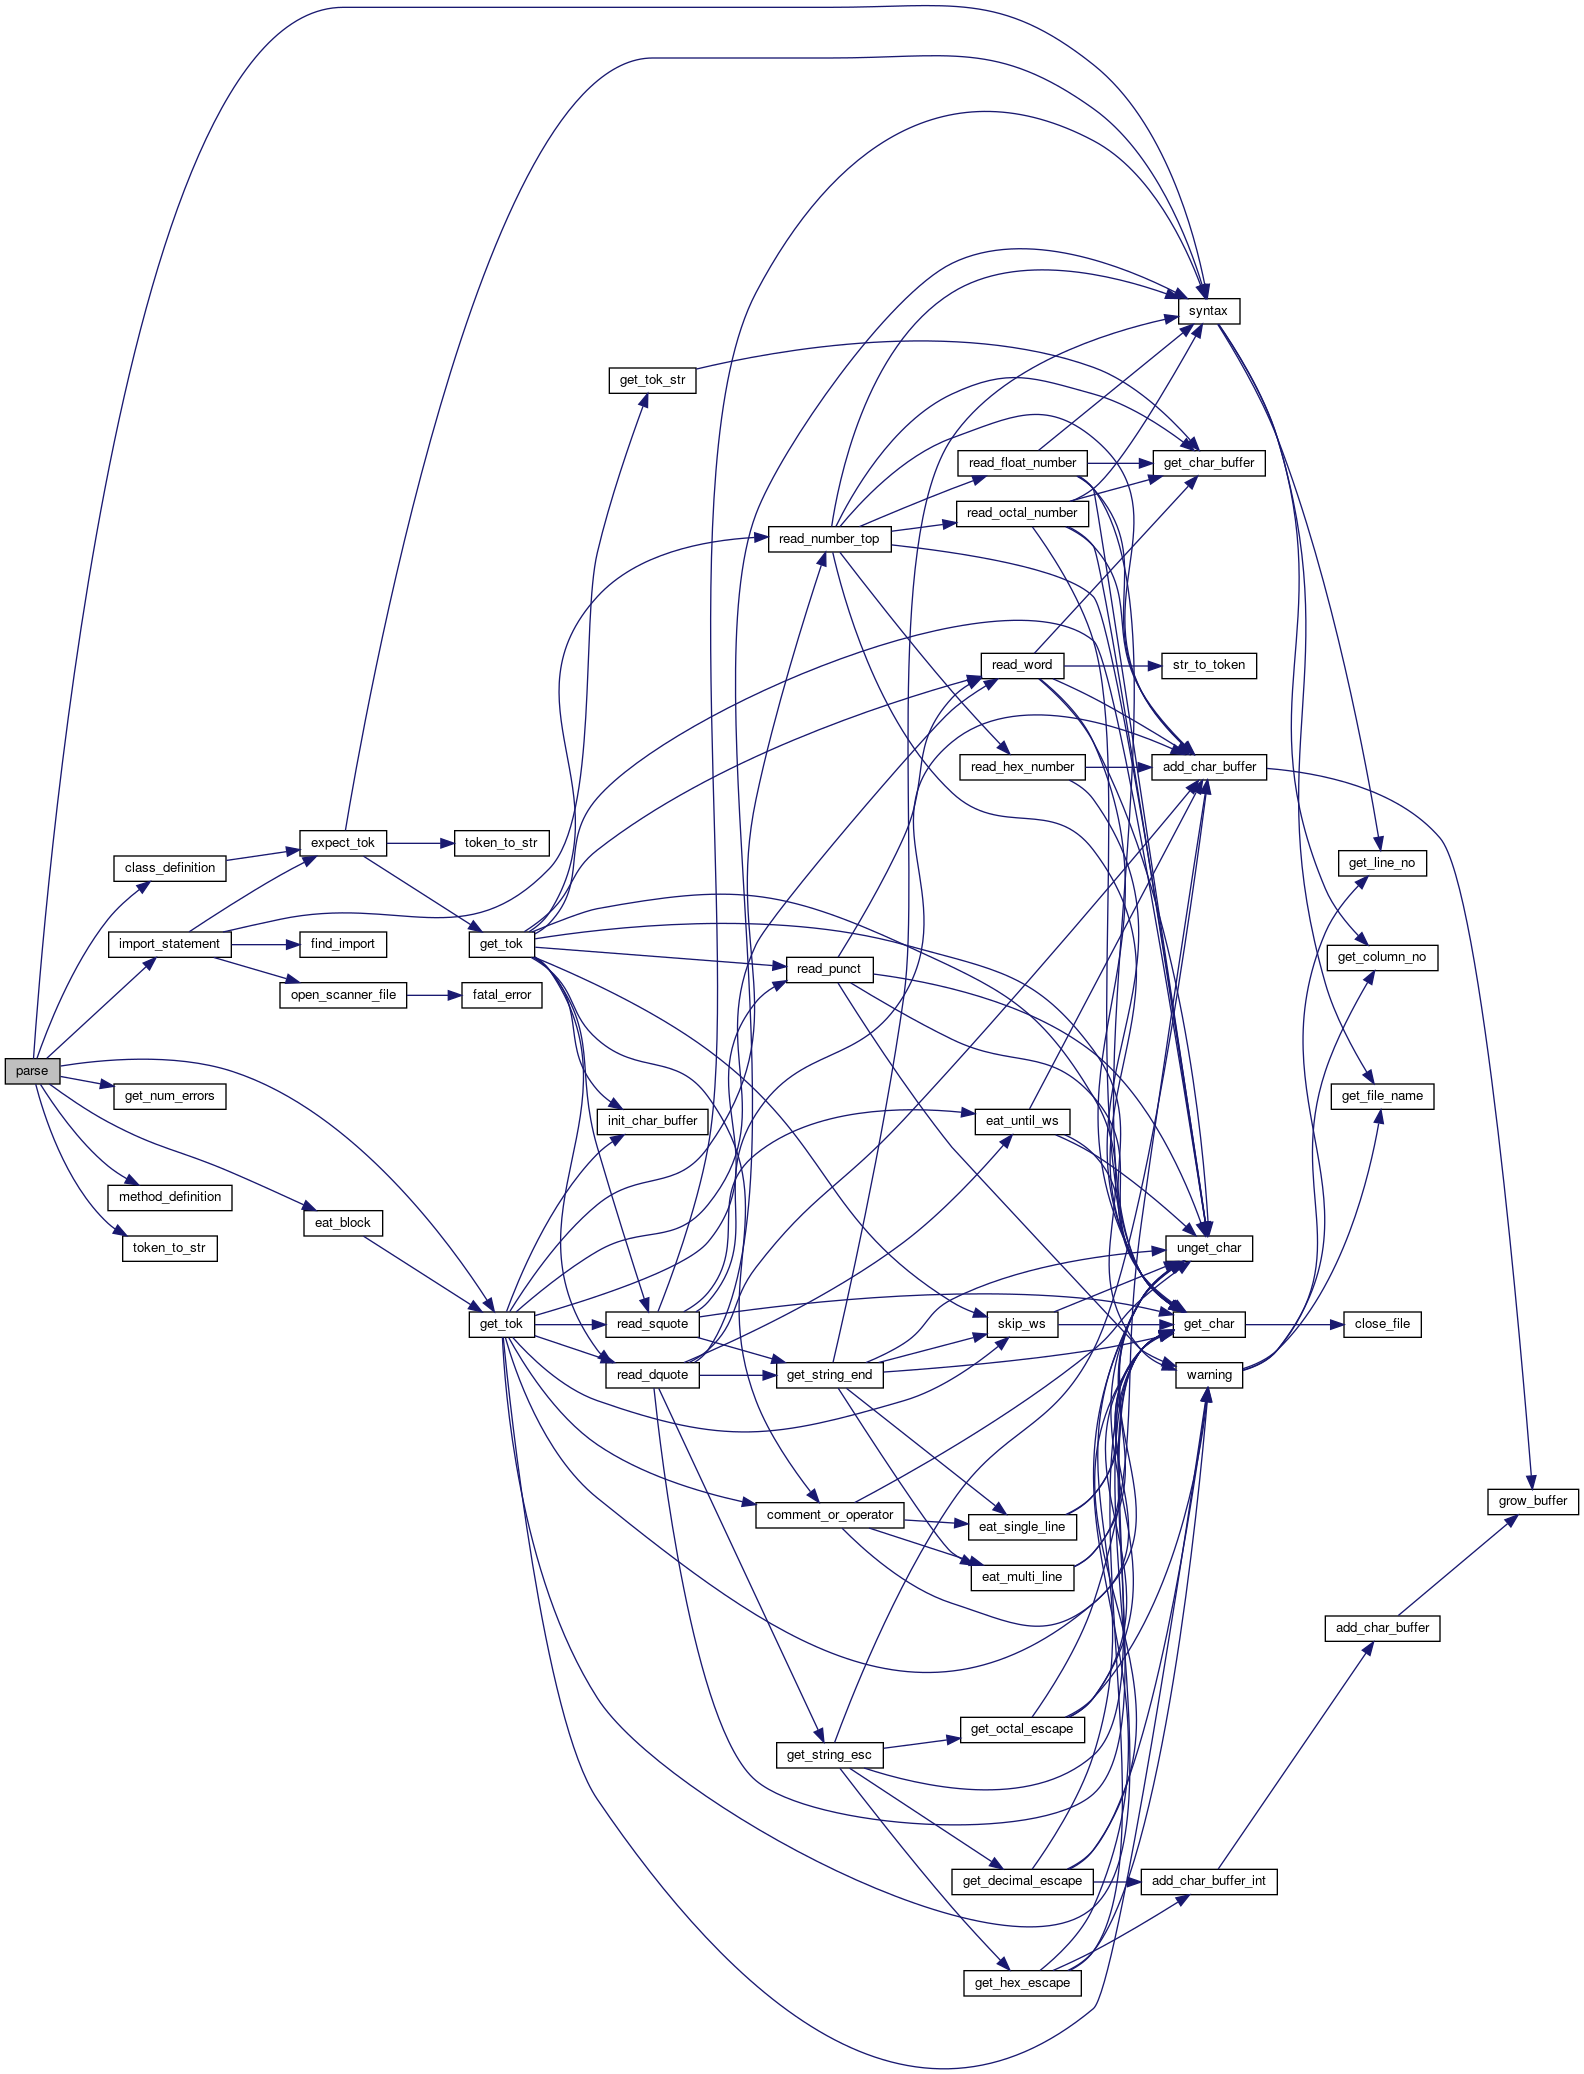 syntax
get_tok_str
read_float_number
get_char_buffer
read_octal_number
read_number_top
read_word
str_to_token
read_hex_number
add_char_buffer
expect_tok
token_to_str
class_definition
get_line_no
import_statement
find_import
get_tok
get_column_no
read_punct
open_scanner_file
fatal_error
parse
get_num_errors
get_file_name
init_char_buffer
eat_until_ws
method_definition
eat_block
token_to_str
unget_char
get_tok
read_squote
skip_ws
get_char
close_file
read_dquote
get_string_end
warning
grow_buffer
comment_or_operator
eat_single_line
eat_multi_line
add_char_buffer
get_octal_escape
get_string_esc
get_decimal_escape
add_char_buffer_int
get_hex_escape